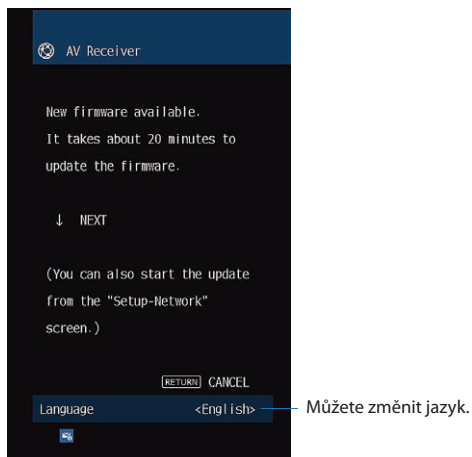 AV Receiver
New firmware available.
It takes about 20 minutes to
update the firmware.
↓ NEXT
(You can also start the update
from the "Setup-Network"
screen.)
RETURN CANCEL
Language <English>
Můžete změnit jazyk.